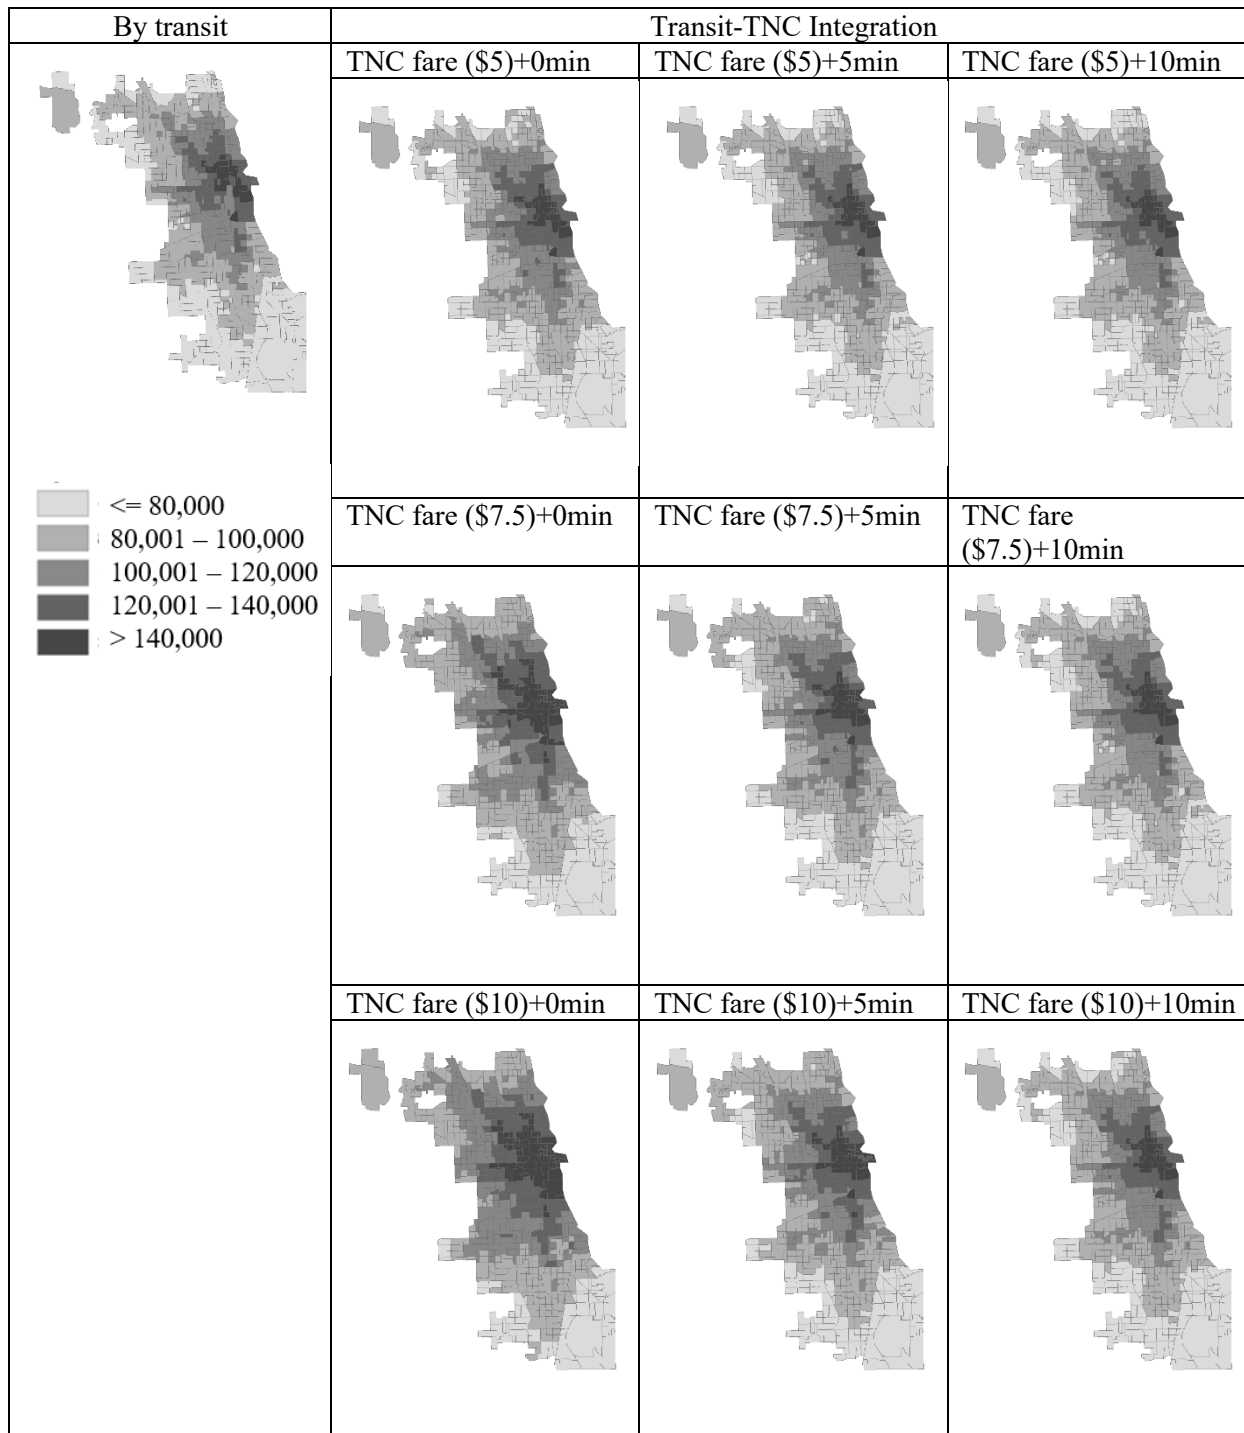 By transit
Transit-TNC Integration
TNC fare ($5)+0min
TNC fare ($5)+5min
TNC fare ($5)+10min
<= 80,000
80,001 – 100,000
100,001 – 120,000
120,001 – 140,000
> 140,000
TNC fare ($7.5)+0min
TNC fare ($7.5)+5min
TNC fare
($7.5)+10min
TNC fare ($10)+0min
TNC fare ($10)+5min
TNC fare ($10)+10min